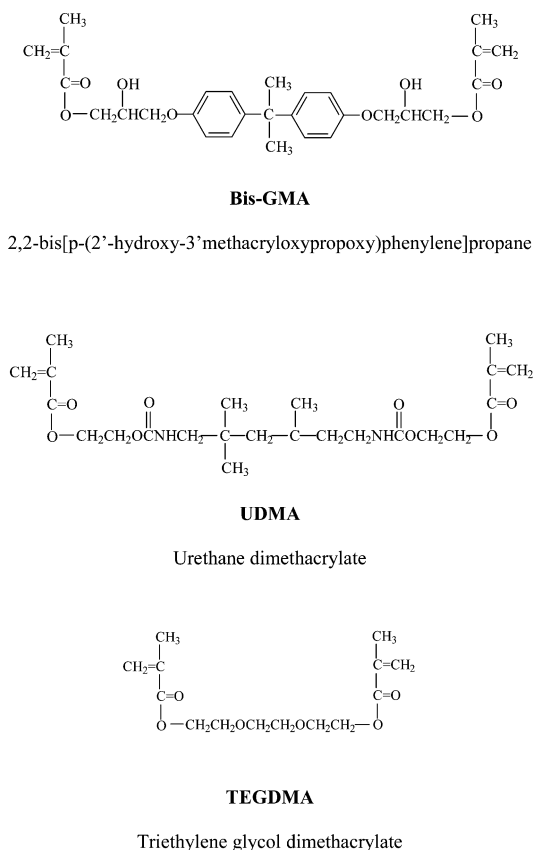 CH3 CH3
CH2=C C=CH2
C=O OH CH3 OH C=O
O—CH2CHCH2O C OCH2CHCH2—O
CH3
Bis-GMA
2,2-bis[p-(2’-hydroxy-3’methacryloxypropoxy)phenylene]propane
CH3 CH3
CH2=C C=CH2
C=O O CH3 CH3 O C=O
O—CH2CH2OCNHCH2—C—CH2—C—CH2CH2NHCOCH2CH2—O
CH3
UDMA
Urethane dimethacrylate
CH3 CH3
CH2=C C=CH2
C=O C=O
O—CH2CH2OCH2CH2OCH2CH2—O
TEGDMA
Triethylene glycol dimethacrylate